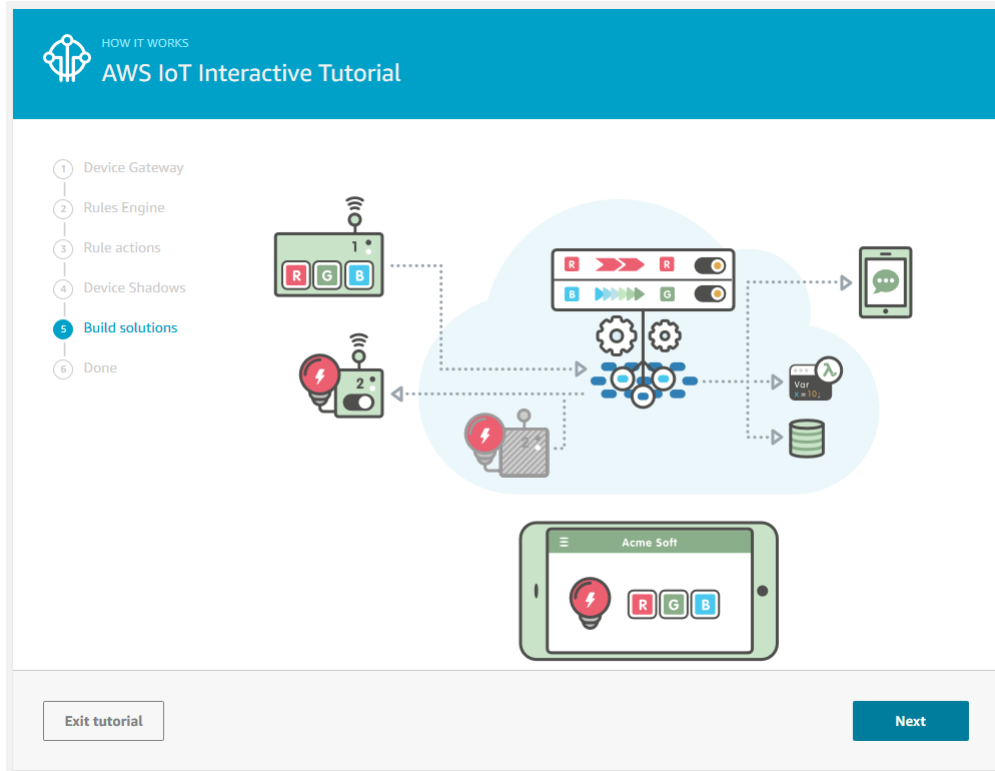 HOW IT WORKS
AWS IoT Interactive Tutorial
1 Device Gateway
2 Rules Engine
3 Rule actions
4 Device Shadows
5 Build solutions
6 Done
1
R G B
2
R R
B G
λ
Var
x=10;
2
Acme Soft
R G B
Exit tutorial
Next